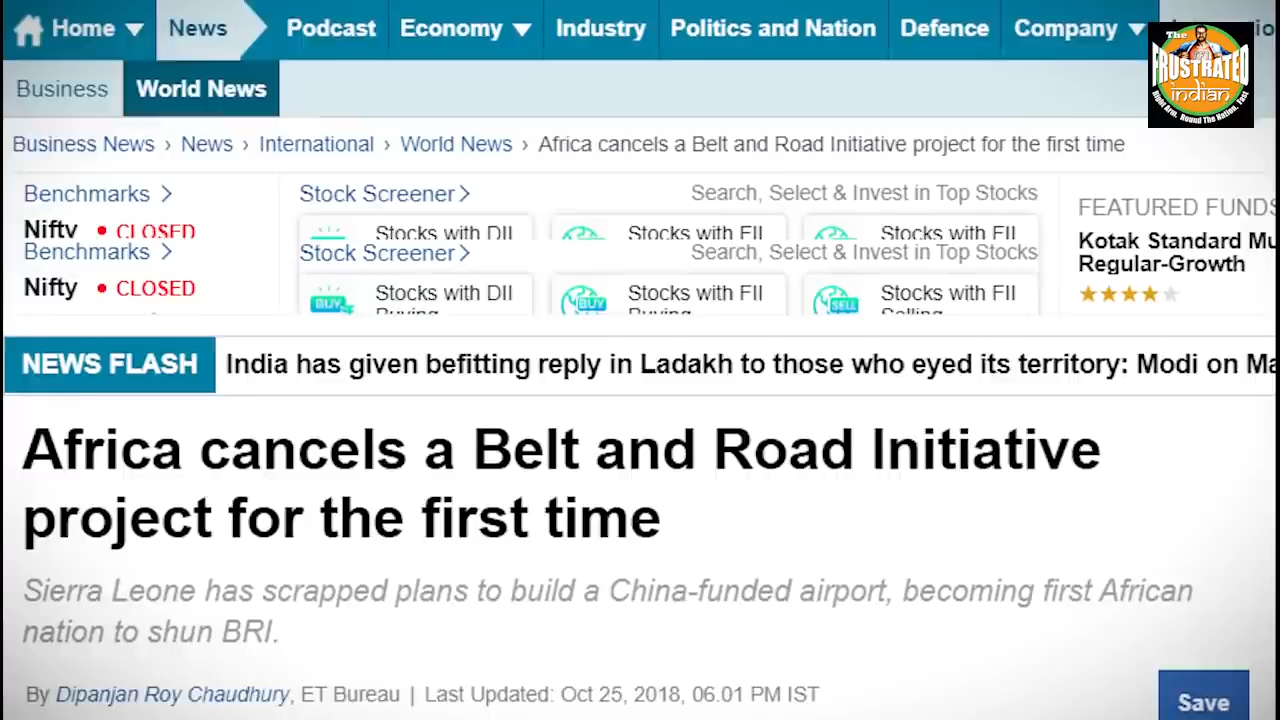 Home News Podcast Economy Industry Politics and Nation Defence Company
The
FRUSTRATED
indian
Right Arm, Round The Nation, Fast
Business World News
Business News › News › International › World News › Africa cancels a Belt and Road Initiative project for the first time
Benchmarks Stock Screener Search, Select & Invest in Top Stocks
FEATURED FUNDS
Nifty • CLOSED Stocks with DII Stocks with FII Stocks with FII
Kotak Standard Mu
Regular-Growth
Benchmarks Stock Screener Search, Select & Invest in Top Stocks
Nifty • CLOSED BUY Stocks with DII BUY Stocks with FII SELL Stocks with FII
Buying Buying Selling
NEWS FLASH India has given befitting reply in Ladakh to those who eyed its territory: Modi on Ma
Africa cancels a Belt and Road Initiative
project for the first time
Sierra Leone has scrapped plans to build a China-funded airport, becoming first African
nation to shun BRI.
By Dipanjan Roy Chaudhury, ET Bureau | Last Updated: Oct 25, 2018, 06.01 PM IST
Save